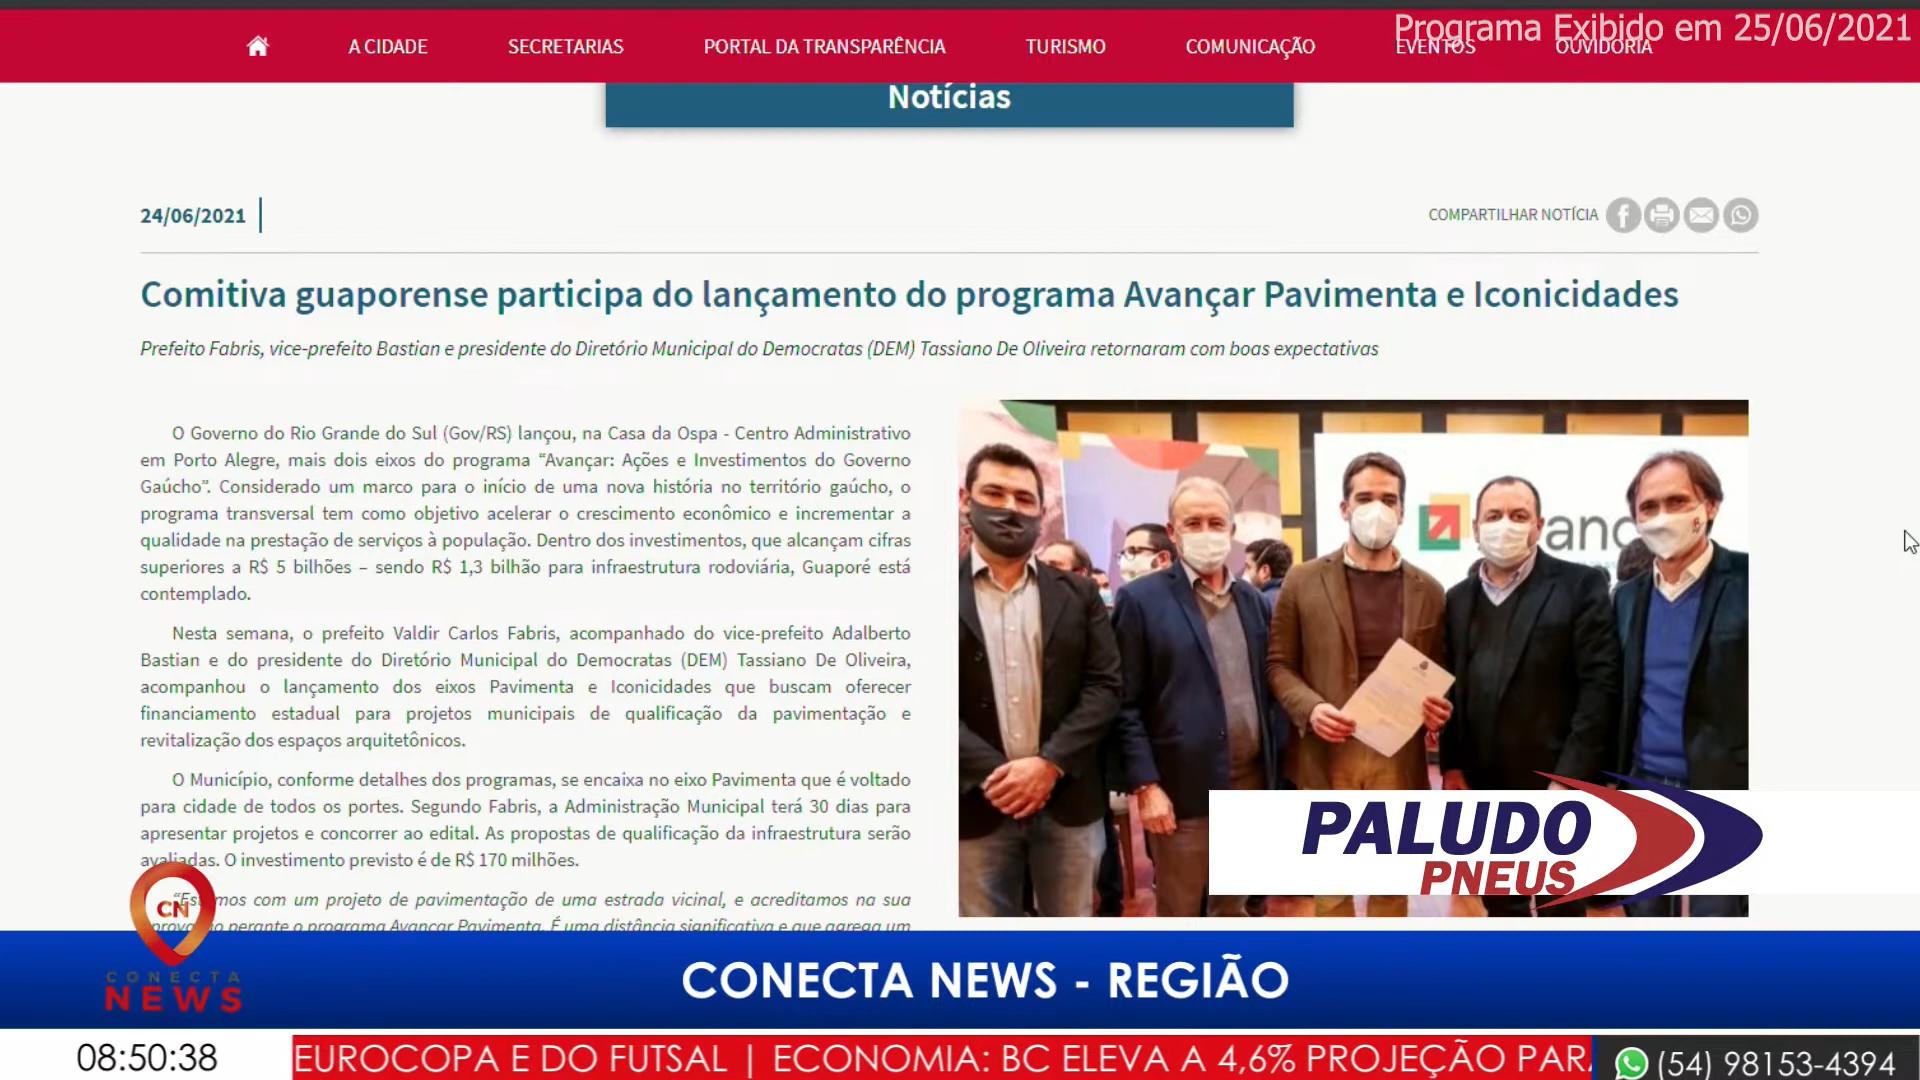 Programa Exibido em 25/06/2021
A CIDADE
SECRETARIAS
PORTAL DA TRANSPARÊNCIA
TURISMO
COMUNICAÇÃO
EVENTOS
OUVIDORIA
Notícias
24/06/2021
COMPARTILHAR NOTÍCIA
Comitiva guaporense participa do lançamento do programa Avançar Pavimenta e Iconicidades
Prefeito Fabris, vice-prefeito Bastian e presidente do Diretório Municipal do Democratas (DEM) Tassiano De Oliveira retornaram com boas expectativas
O Governo do Rio Grande do Sul (Gov/RS) lançou, na Casa da Ospa - Centro Administrativo
em Porto Alegre, mais dois eixos do programa “Avançar: Ações e Investimentos do Governo
Gaúcho”. Considerado um marco para o início de uma nova história no território gaúcho, o
programa transversal tem como objetivo acelerar o crescimento econômico e incrementar a
qualidade na prestação de serviços à população. Dentro dos investimentos, que alcançam cifras
superiores a R$ 5 bilhões – sendo R$ 1,3 bilhão para infraestrutura rodoviária, Guaporé está
contemplado.
Nesta semana, o prefeito Valdir Carlos Fabris, acompanhado do vice-prefeito Adalberto
Bastian e do presidente do Diretório Municipal do Democratas (DEM) Tassiano De Oliveira,
acompanhou o lançamento dos eixos Pavimenta e Iconicidades que buscam oferecer
financiamento estadual para projetos municipais de qualificação da pavimentação e
revitalização dos espaços arquitetônicos.
O Município, conforme detalhes dos programas, se encaixa no eixo Pavimenta que é voltado
para cidade de todos os portes. Segundo Fabris, a Administração Municipal terá 30 dias para
apresentar projetos e concorrer ao edital. As propostas de qualificação da infraestrutura serão
avaliadas. O investimento previsto é de R$ 170 milhões.
com um projeto de pavimentação de uma estrada vicinal, e acreditamos na sua
perante o programa Avançar Pavimenta. É uma distância significativa e que agrega um
PALUDO
PNEUS
CN
CONECTA
NEWS
CONECTA NEWS - REGIÃO
08:50:38
EUROCOPA E DO FUTSAL | ECONOMIA: BC ELEVA A 4,6% PROJEÇÃO PARA
(54) 98153-4394